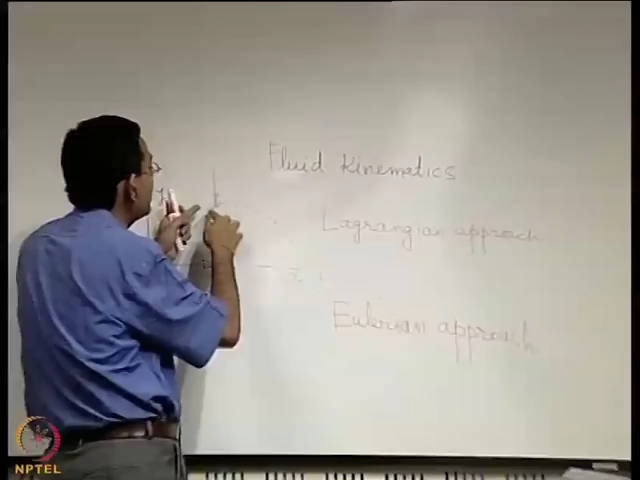 Fluid Kinematics
Lagrangian approach
Eulerian approach
NPTEL